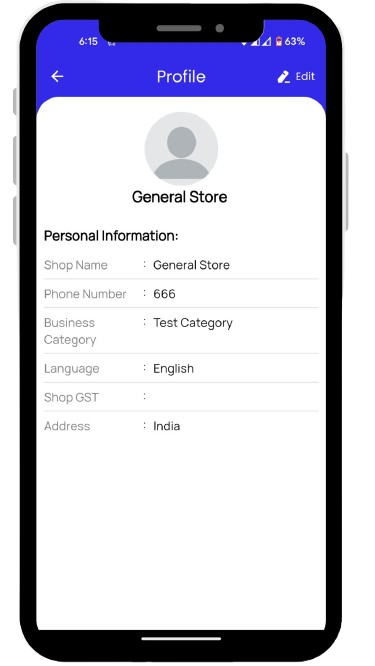 6:15 63%
Profile Edit
General Store
Personal Information:
Shop Name : General Store
Phone Number : 666
Business : Test Category
Category
Language : English
Shop GST :
Address : India